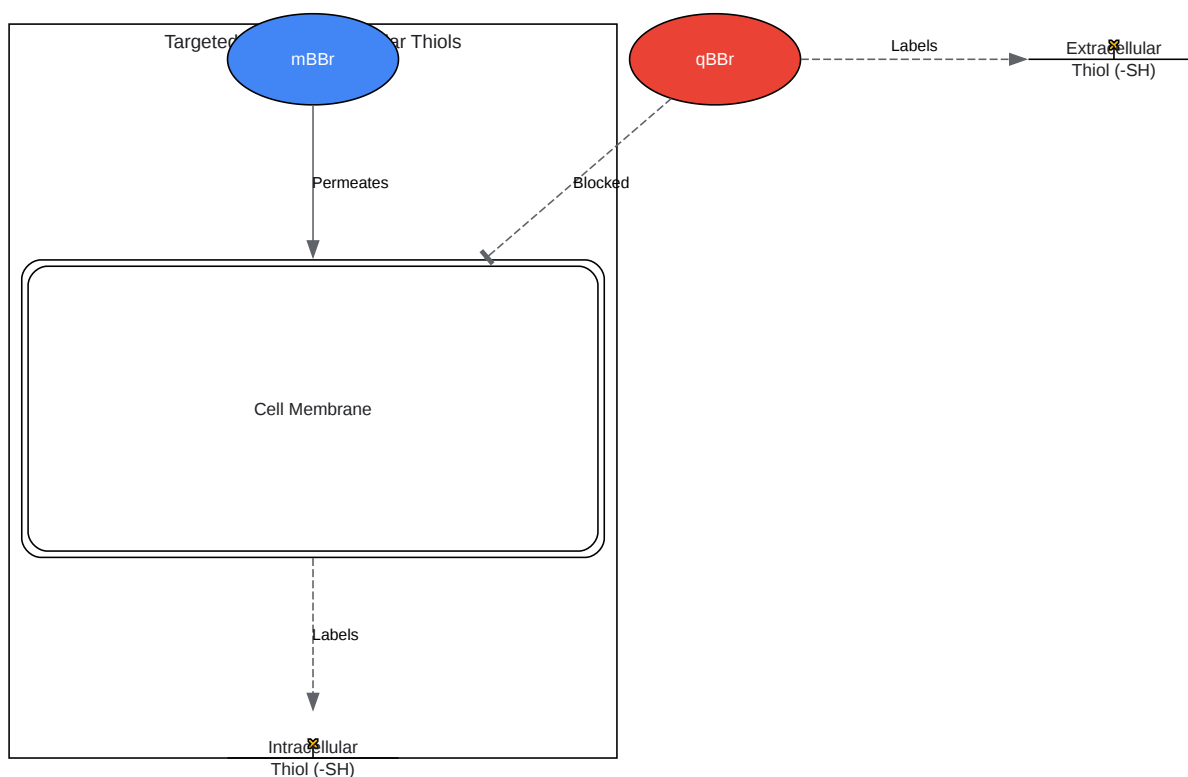 Targeted ar Thiols
mBBr
qBBr
Labels
Extracellular
Thiol (-SH)
Permeates
Blocked
Cell Membrane
Labels
Intracellular
Thiol (-SH)